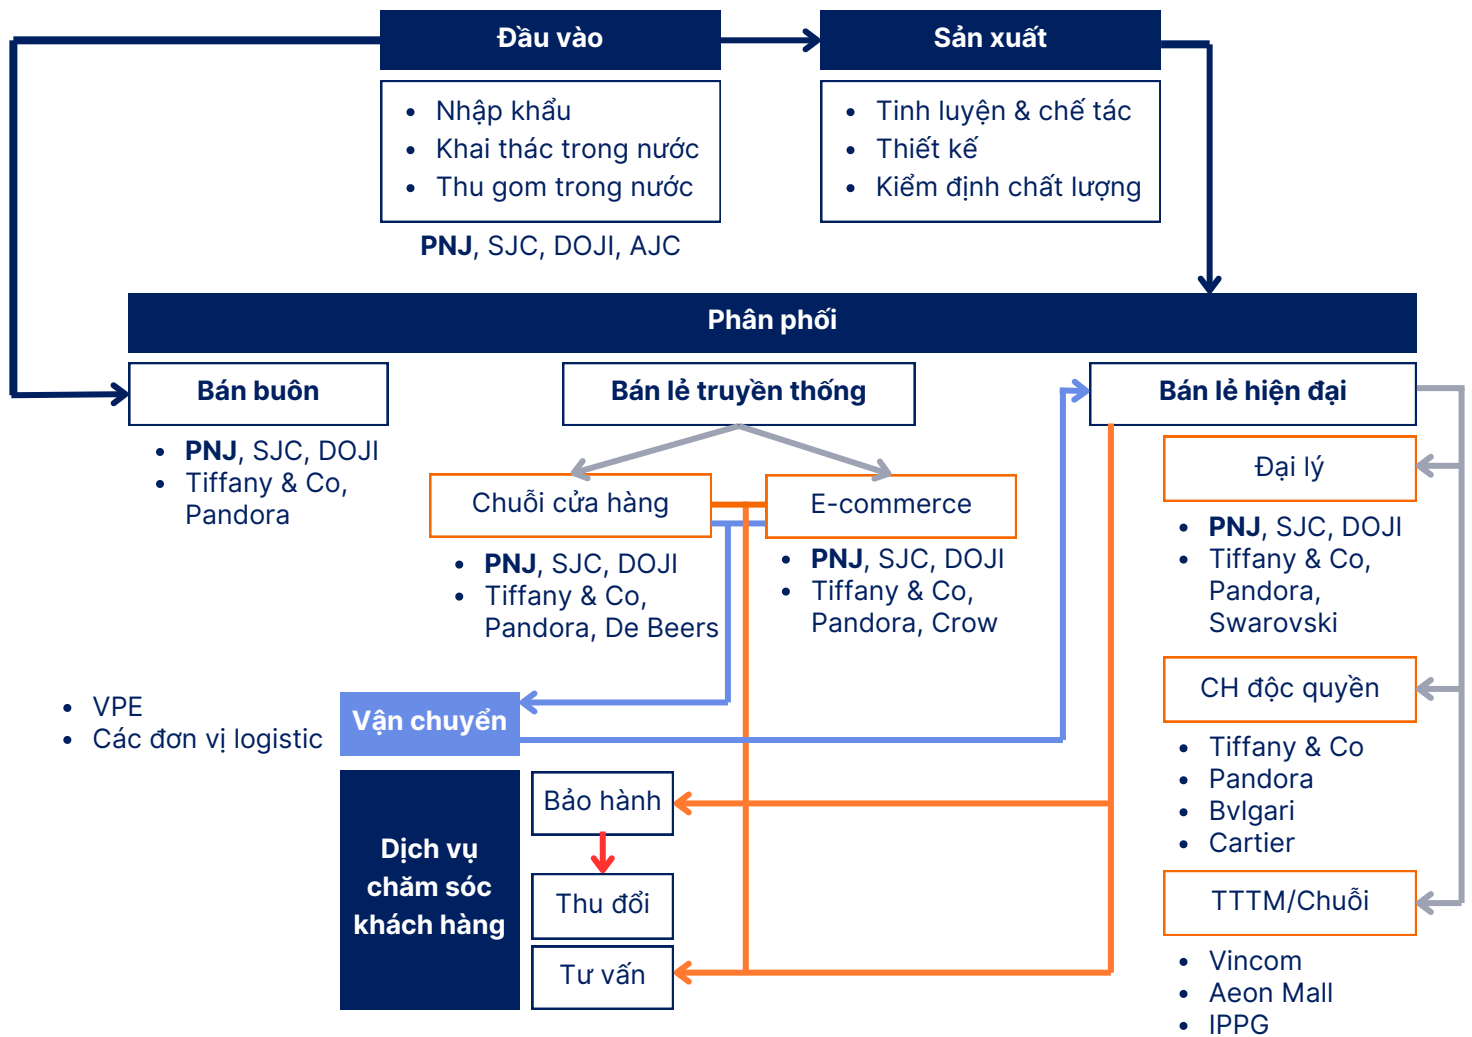 Đầu vào
Sản xuất
• Nhập khẩu
• Khai thác trong nước
• Thu gom trong nước
• Tinh luyện & chế tác
• Thiết kế
• Kiểm định chất lượng
PNJ, SJC, DOJI, AJC
Phân phối
Bán buôn
• PNJ, SJC, DOJI
• Tiffany & Co,
Pandora
Bán lẻ truyền thống
Chuỗi cửa hàng
• PNJ, SJC, DOJI
• Tiffany & Co,
Pandora, De Beers
E-commerce
• PNJ, SJC, DOJI
• Tiffany & Co,
Pandora, Crow
Bán lẻ hiện đại
Đại lý
• PNJ, SJC, DOJI
• Tiffany & Co,
Pandora,
Swarovski
CH độc quyền
• Tiffany & Co
• Pandora
• Bvlgari
• Cartier
TTTM/Chuỗi
• Vincom
• Aeon Mall
• IPPG
• VPE
• Các đơn vị logistic
Vận chuyển
Dịch vụ
chăm sóc
khách hàng
Bảo hành
Thu đổi
Tư vấn